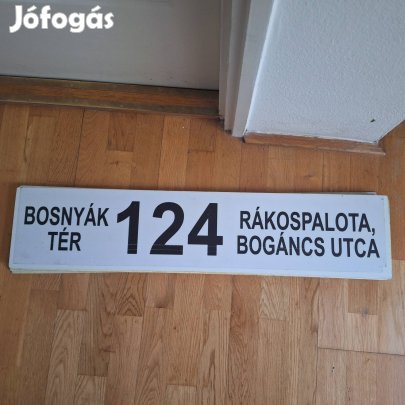 Jófogás
BOSNYÁK
TÉR
124
RÁKOSPALOTA,
BOGÁNCS UTCA